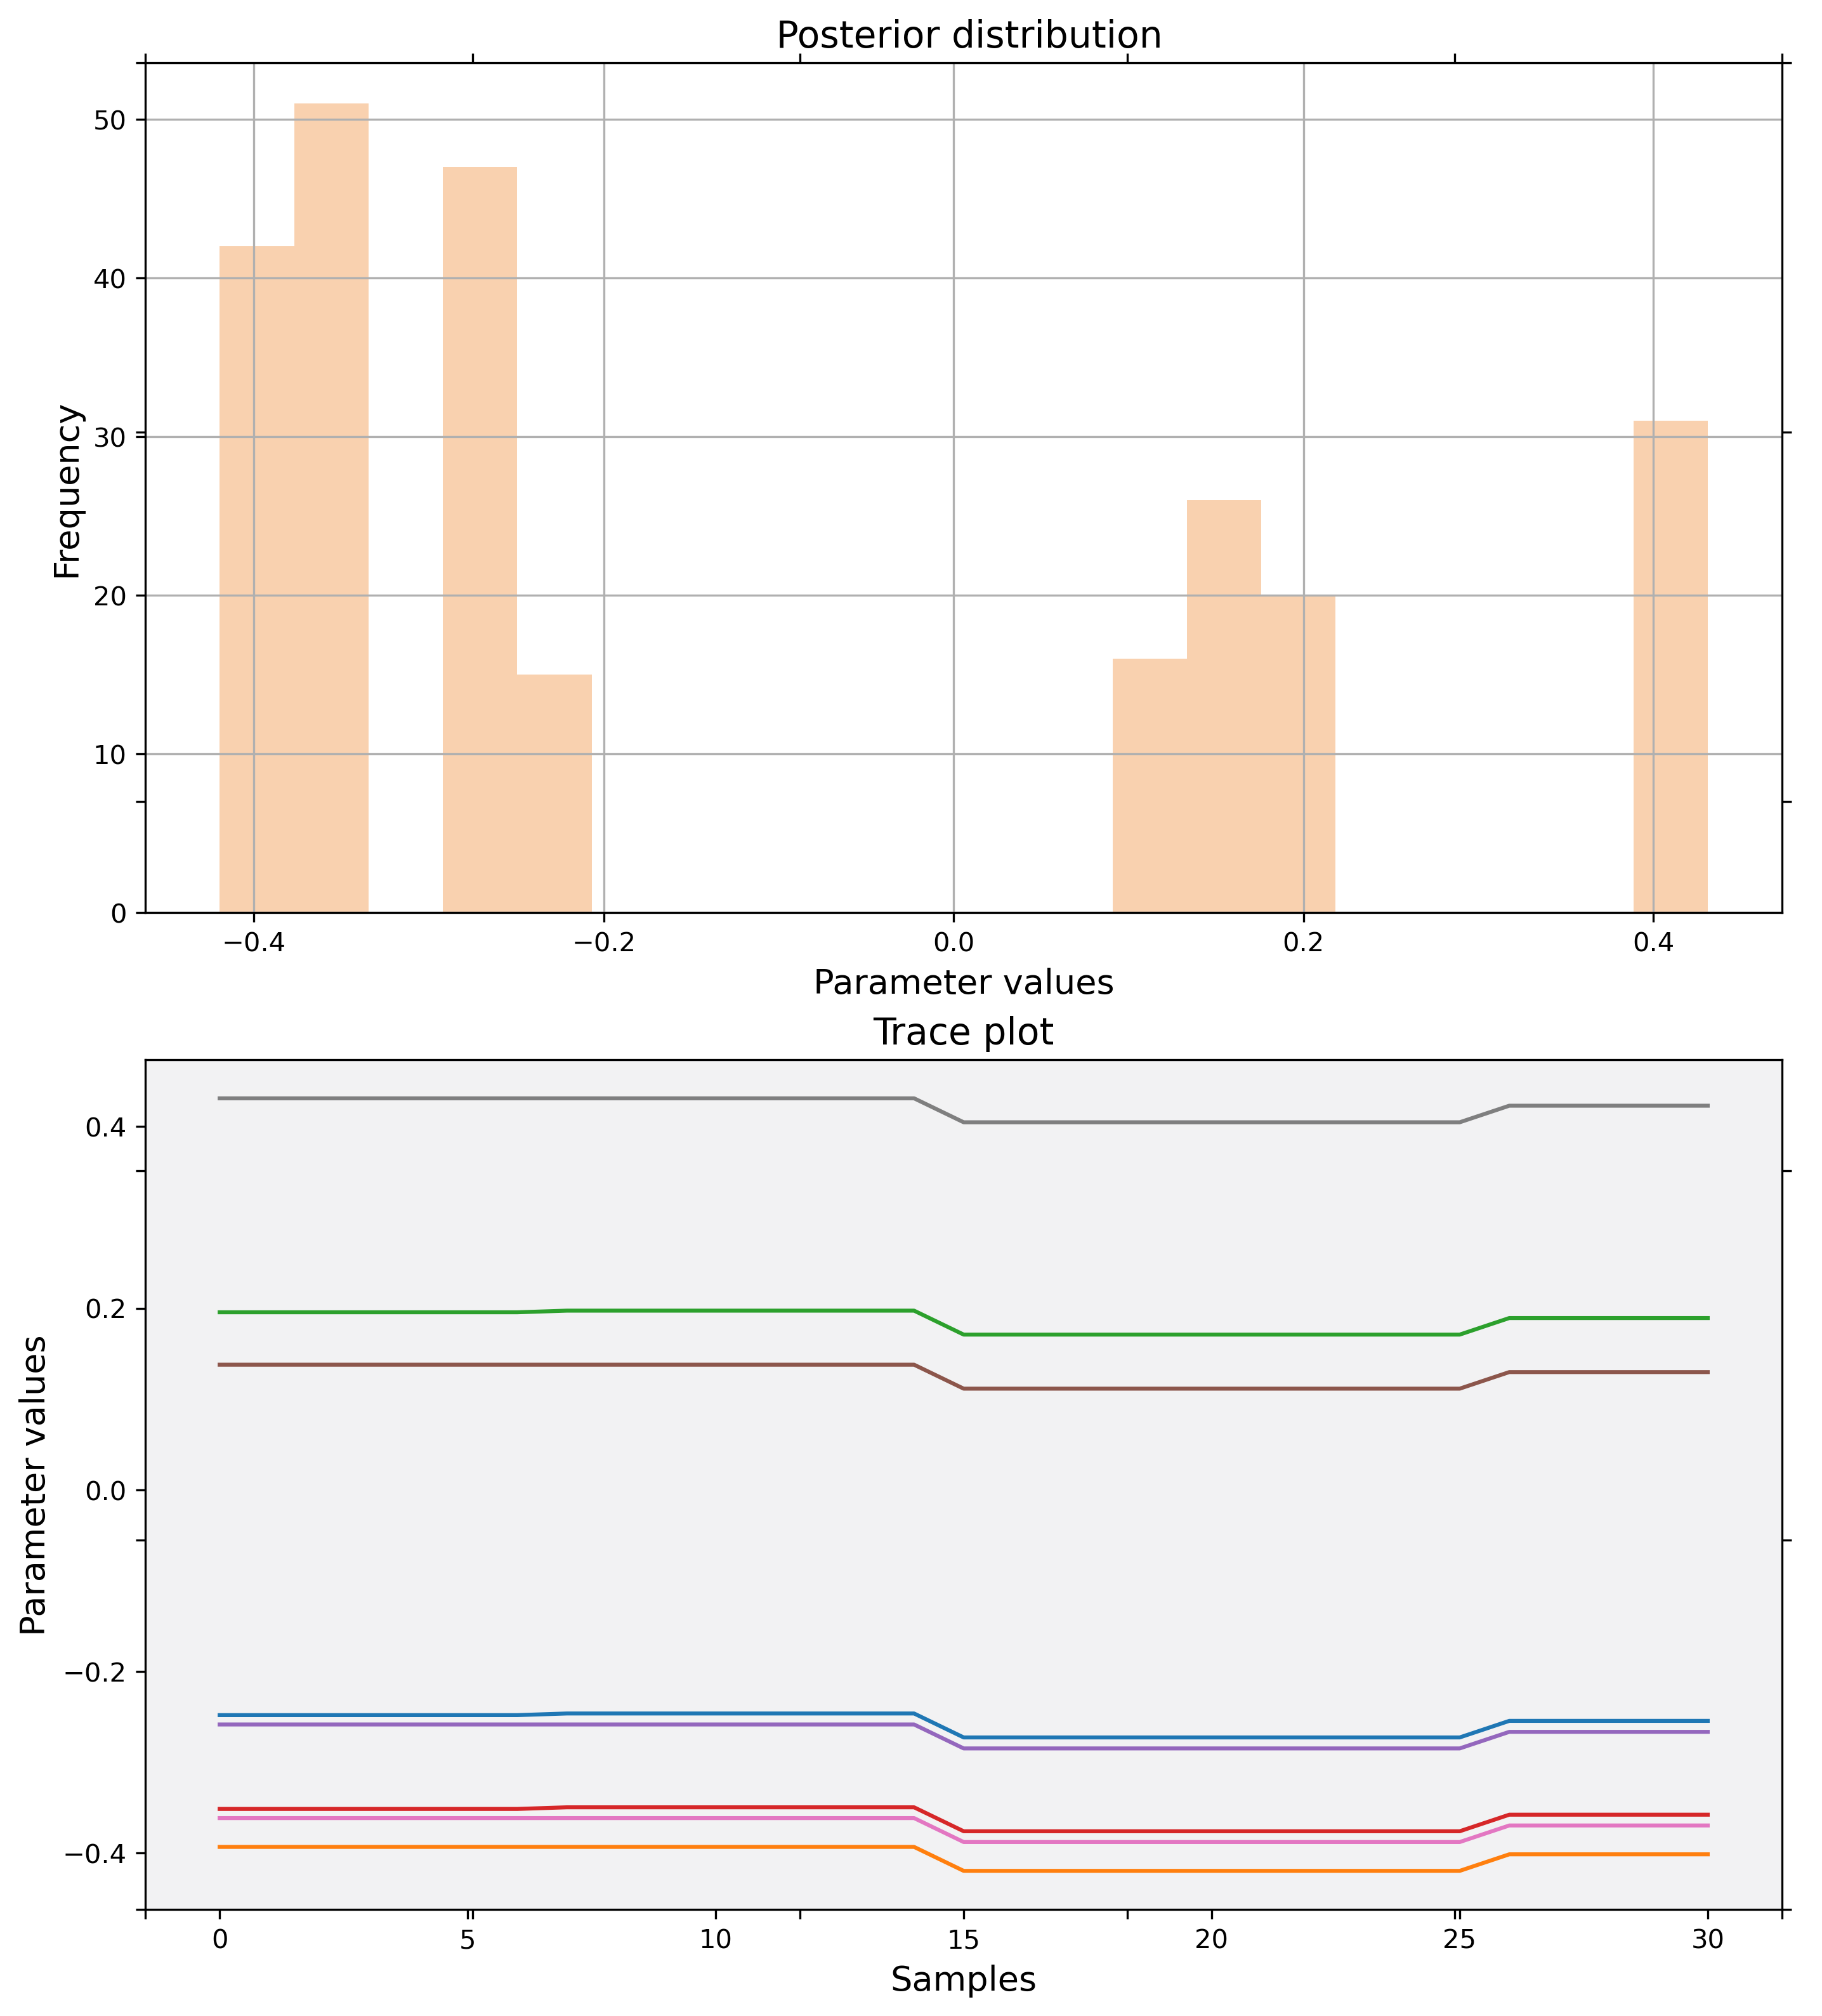 Posterior distribution
50
40
30
20
10
0
Frequency
−0.4 −0.2 0.0 0.2 0.4
Parameter values
Trace plot
0.4
0.2
0.0
−0.2
−0.4
Parameter values
0 5 10 15 20 25 30
Samples